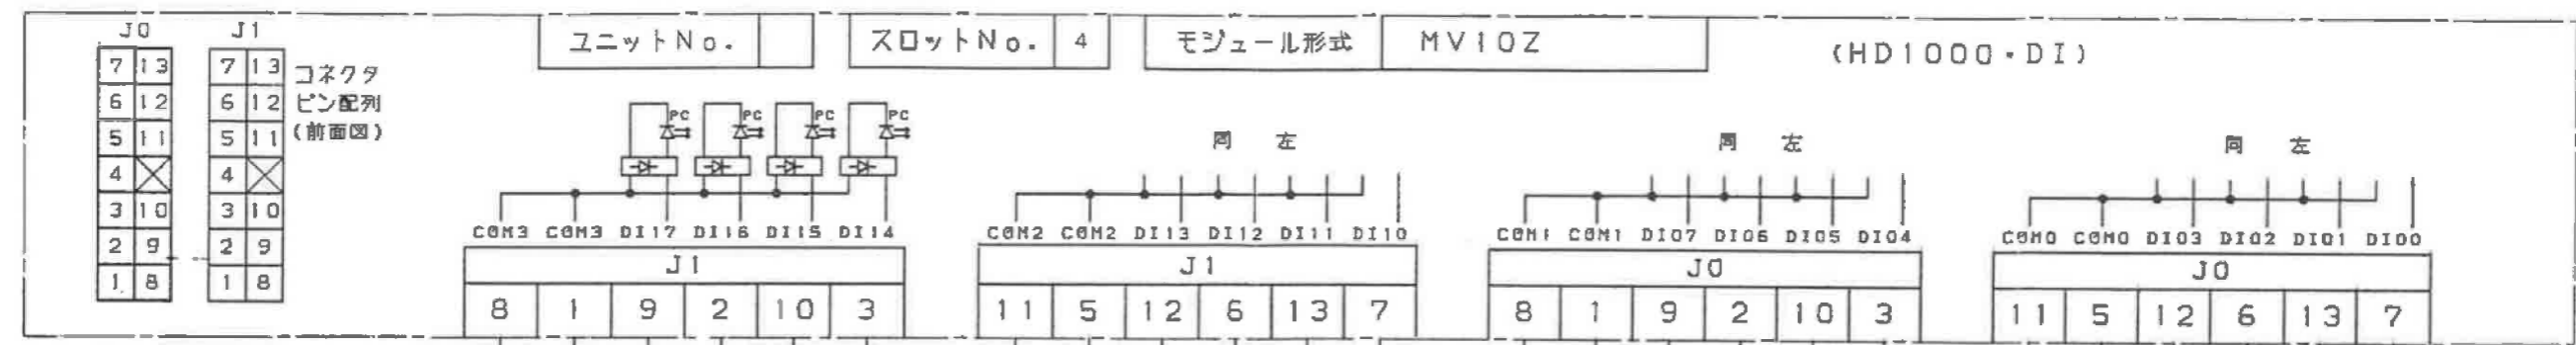 J0 J1 ユニットNo. スロットNo. 4 モジュール形式 MV10Z (HD1000・DI)
7 13 7 13 コネクタ
6 12 6 12 ピン配列
5 11 5 11 (前面図)
PC PC PC PC
同 左 同 左 同 左
4 4
3 10 3 10
2 9 2 9
1 8 1 8
COM3 COM3 DI17 DI16 DI15 DI14 COM2 COM2 DI13 DI12 DI11 DI10 COM1 COM1 DI07 DI06 DI05 DI04 COM0 COM0 DI03 DI02 DI01 DI00
J1 J1 J0 J0
8 1 9 2 10 3 11 5 12 6 13 7 8 1 9 2 10 3 11 5 12 6 13 7